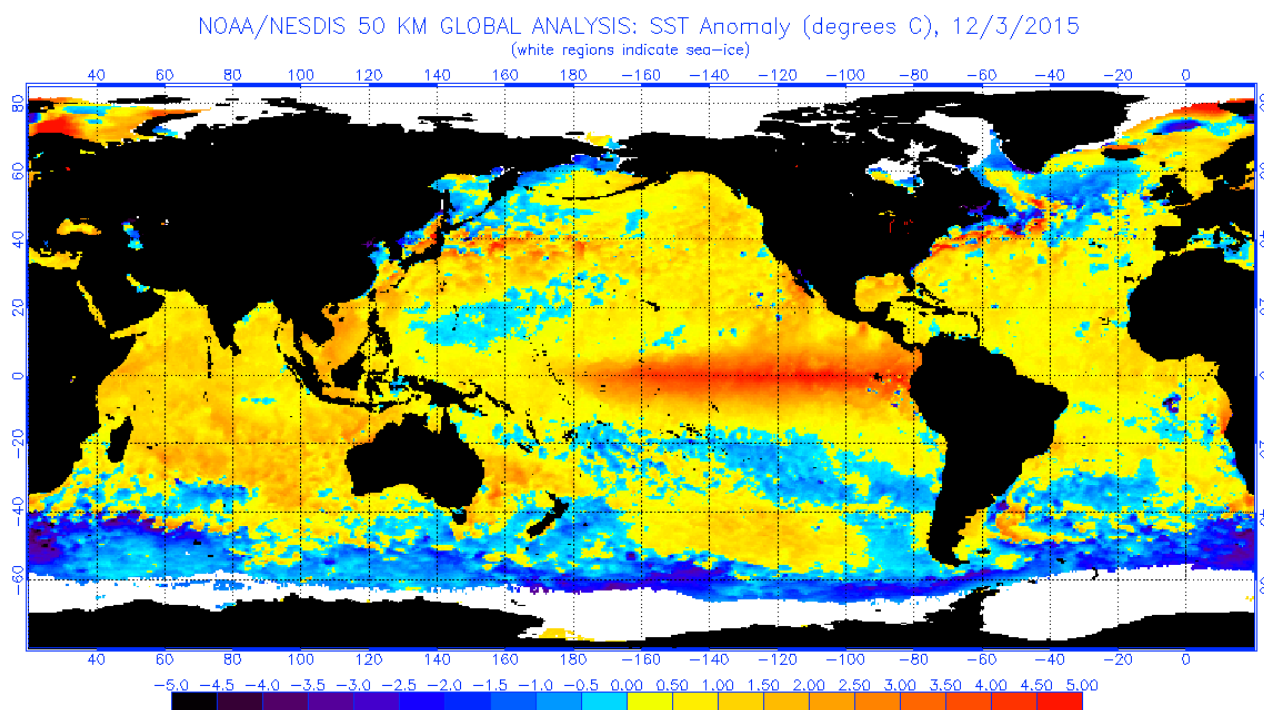 NOAA/NESDIS 50 KM GLOBAL ANALYSIS: SST Anomaly (degrees C), 12/3/2015
(white regions indicate sea-ice)
40 60 80 100 120 140 160 180 -160 -140 -120 -100 -80 -60 -40 -20 0
80
60
40
20
0
-20
-40
-60
40 60 80 100 120 140 160 180 -160 -140 -120 -100 -80 -60 -40 -20 0
-5.0 -4.5 -3.5 -3.0 -2.5 -2.0 -1.5 -1.0 -0.5 0.00 0.50 1.00 1.50 2.00 2.50 3.00 3.50 4.00 4.50 5.00